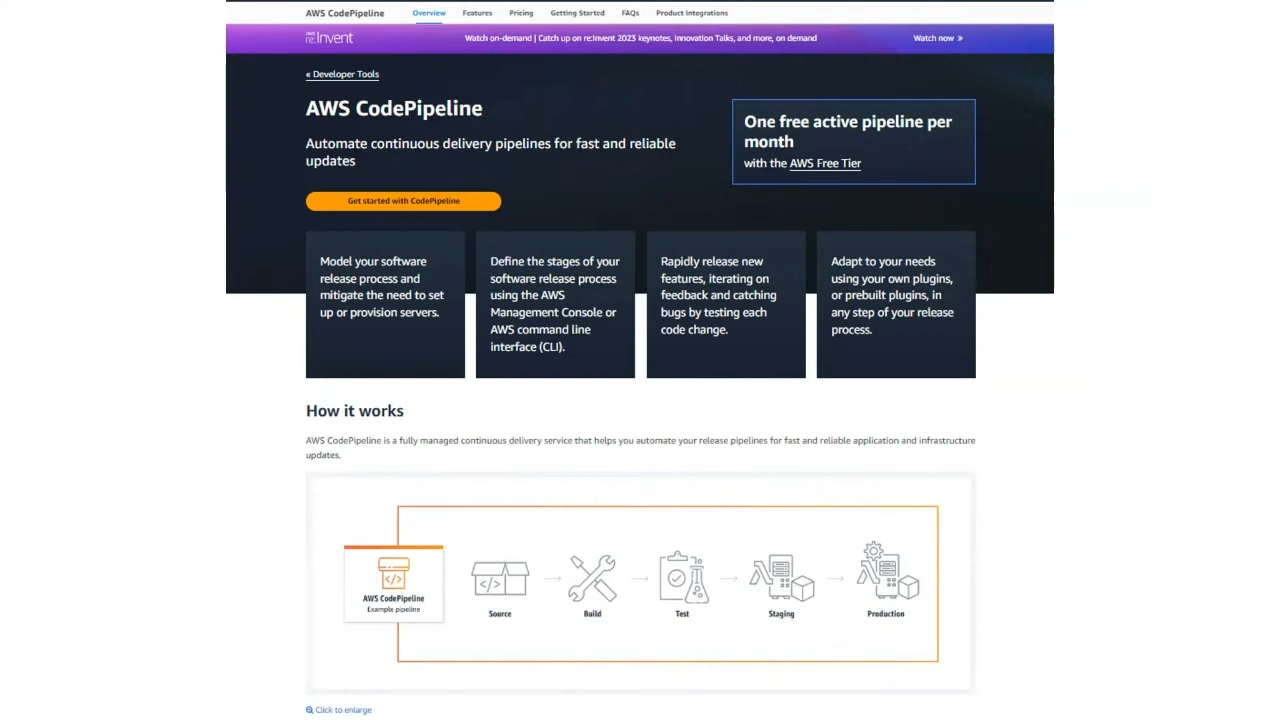 AWS CodePipeline
Overview
Features
Pricing
Getting Started
FAQs
Product Integrations
AWS
re:Invent
Watch on-demand | Catch up on re:Invent 2023 keynotes, Innovation Talks, and more, on demand
Watch now »
« Developer Tools
AWS CodePipeline
Automate continuous delivery pipelines for fast and reliable
updates
Get started with CodePipeline
One free active pipeline per
month
with the AWS Free Tier
Model your software
release process and
mitigate the need to set
up or provision servers.
Define the stages of your
software release process
using the AWS
Management Console or
AWS command line
interface (CLI).
Rapidly release new
features, iterating on
feedback and catching
bugs by testing each
code change.
Adapt to your needs
using your own plugins,
or prebuilt plugins, in
any step of your release
process.
How it works
AWS CodePipeline is a fully managed continuous delivery service that helps you automate your release pipelines for fast and reliable application and infrastructure
updates.
AWS CodePipeline
Example pipeline
Source
Build
Test
Staging
Production
Click to enlarge